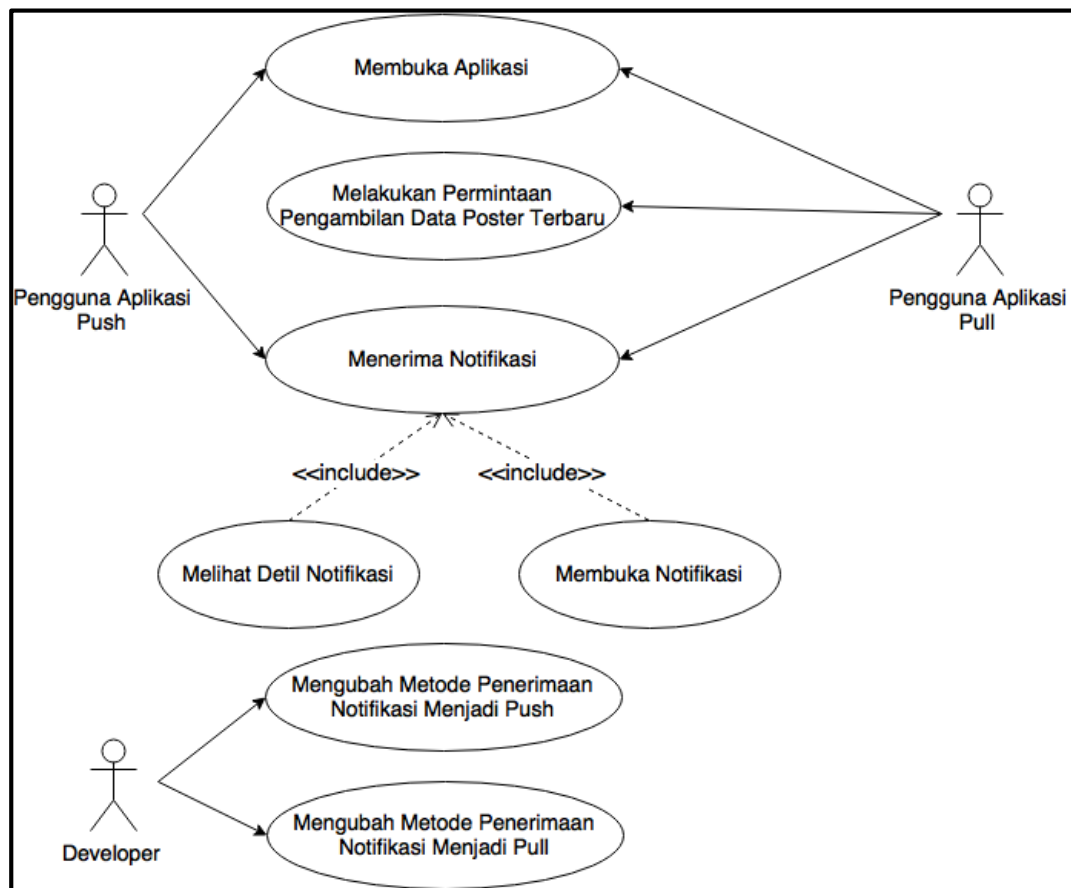 Membuka Aplikasi
Melakukan Permintaan
Pengambilan Data Poster Terbaru
Pengguna Aplikasi
Push
Pengguna Aplikasi
Pull
Menerima Notifikasi
<<include>>
<<include>>
Melihat Detil Notifikasi
Membuka Notifikasi
Mengubah Metode Penerimaan
Notifikasi Menjadi Push
Mengubah Metode Penerimaan
Notifikasi Menjadi Pull
Developer